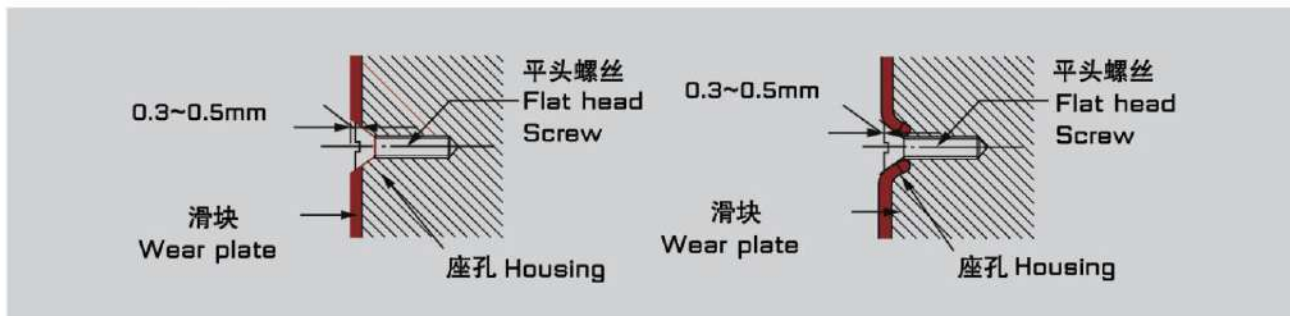 平头螺丝
Flat head
Screw
0.3~0.5mm
滑块
Wear plate
座孔 Housing
平头螺丝
Flat head
Screw
0.3~0.5mm
滑块
Wear plate
座孔 Housing